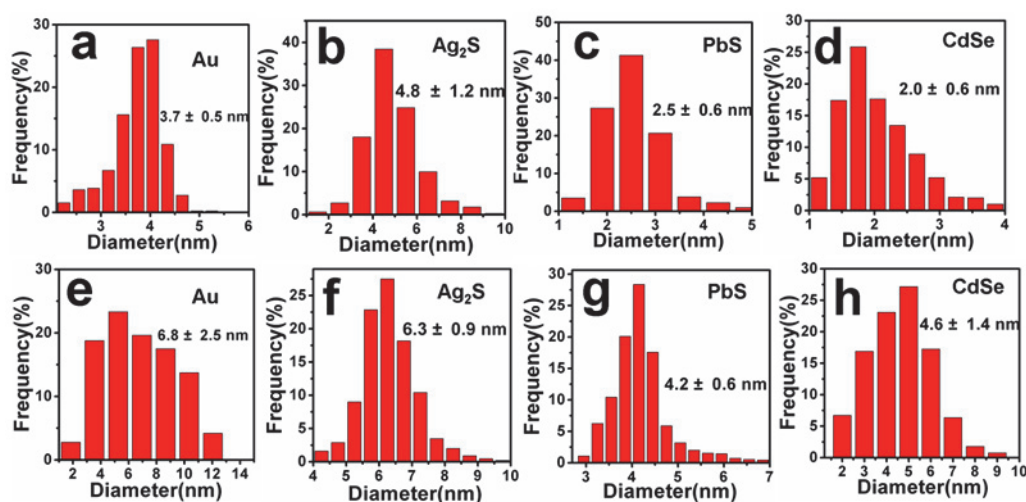 a
Au
3.7 ± 0.5 nm
Frequency(%)
30
20
10
0
3
4
5
6
Diameter(nm)
b
Ag2S
4.8 ± 1.2 nm
Frequency(%)
40
30
20
10
0
2
4
6
8
10
Diameter(nm)
c
PbS
2.5 ± 0.6 nm
Frequency(%)
50
40
30
20
10
0
1
2
3
4
5
Diameter(nm)
d
CdSe
2.0 ± 0.6 nm
Frequency(%)
30
25
20
15
10
5
0
1
2
3
4
Diameter(nm)
e
Au
6.8 ± 2.5 nm
Frequency(%)
30
20
10
0
2
4
6
8
10
12
14
Diameter(nm)
f
Ag2S
6.3 ± 0.9 nm
Frequency(%)
25
20
15
10
5
0
4
5
6
7
8
9
10
Diameter(nm)
g
PbS
4.2 ± 0.6 nm
Frequency(%)
30
25
20
15
10
5
0
3
4
5
6
7
Diameter(nm)
h
CdSe
4.6 ± 1.4 nm
Frequency(%)
30
25
20
15
10
5
0
2
3
4
5
6
7
8
9
10
Diameter(nm)